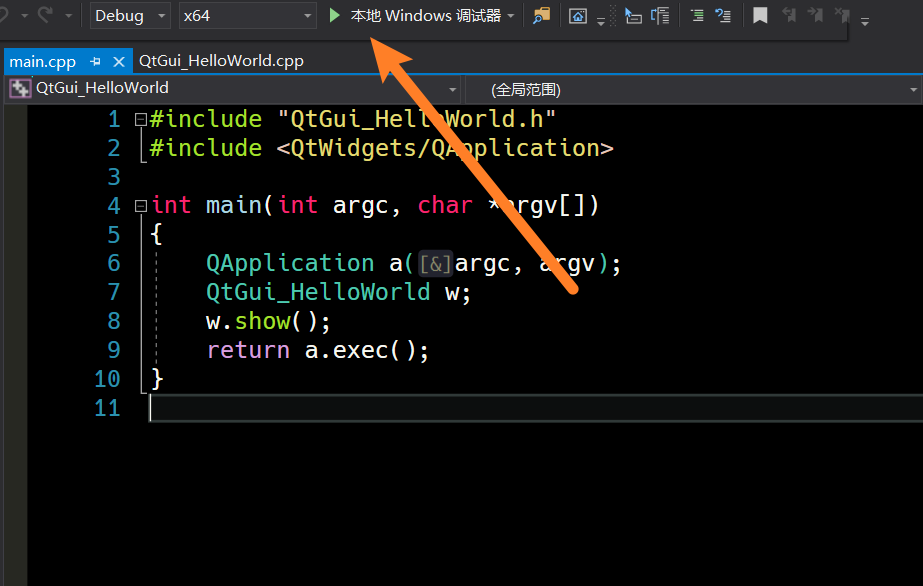 Debug x64 本地 Windows 调试器
main.cpp QtGui_HelloWorld.cpp
QtGui_HelloWorld (全局范围)
1 #include "QtGui_HelloWorld.h"
2 #include <QtWidgets/QApplication>
3
4 int main(int argc, char *argv[])
5 {
6 QApplication a([&]argc, argv);
7 QtGui_HelloWorld w;
8 w.show();
9 return a.exec();
10 }
11